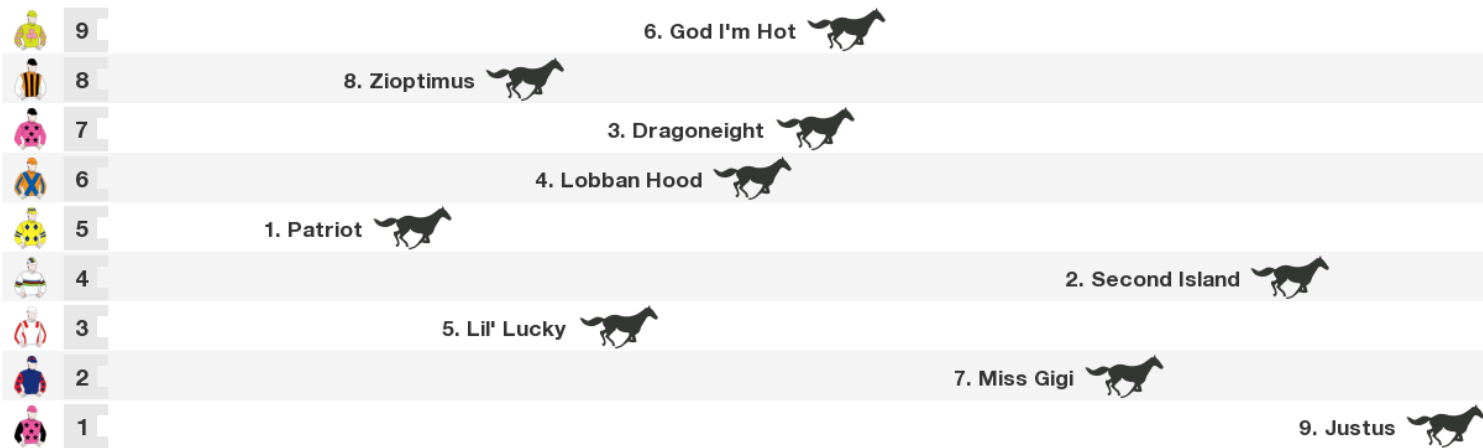 9 6. God I'm Hot
8 8. Zioptimus
7 3. Dragoneight
6 4. Lobban Hood
5 1. Patriot
4 2. Second Island
3 5. Lil' Lucky
2 7. Miss Gigi
1 9. Justus